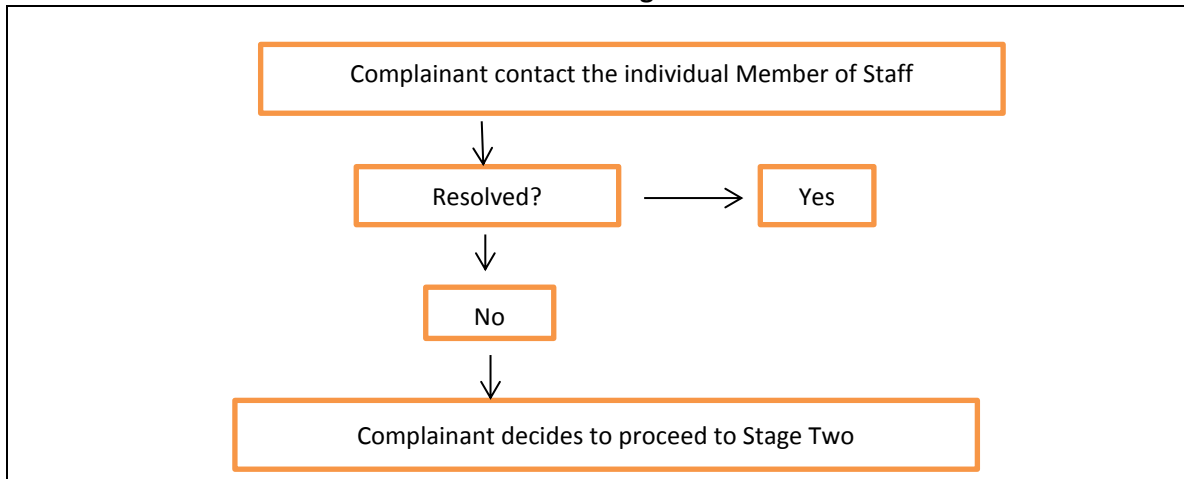 Complainant contact the individual Member of Staff
Resolved?
Yes
No
Complainant decides to proceed to Stage Two